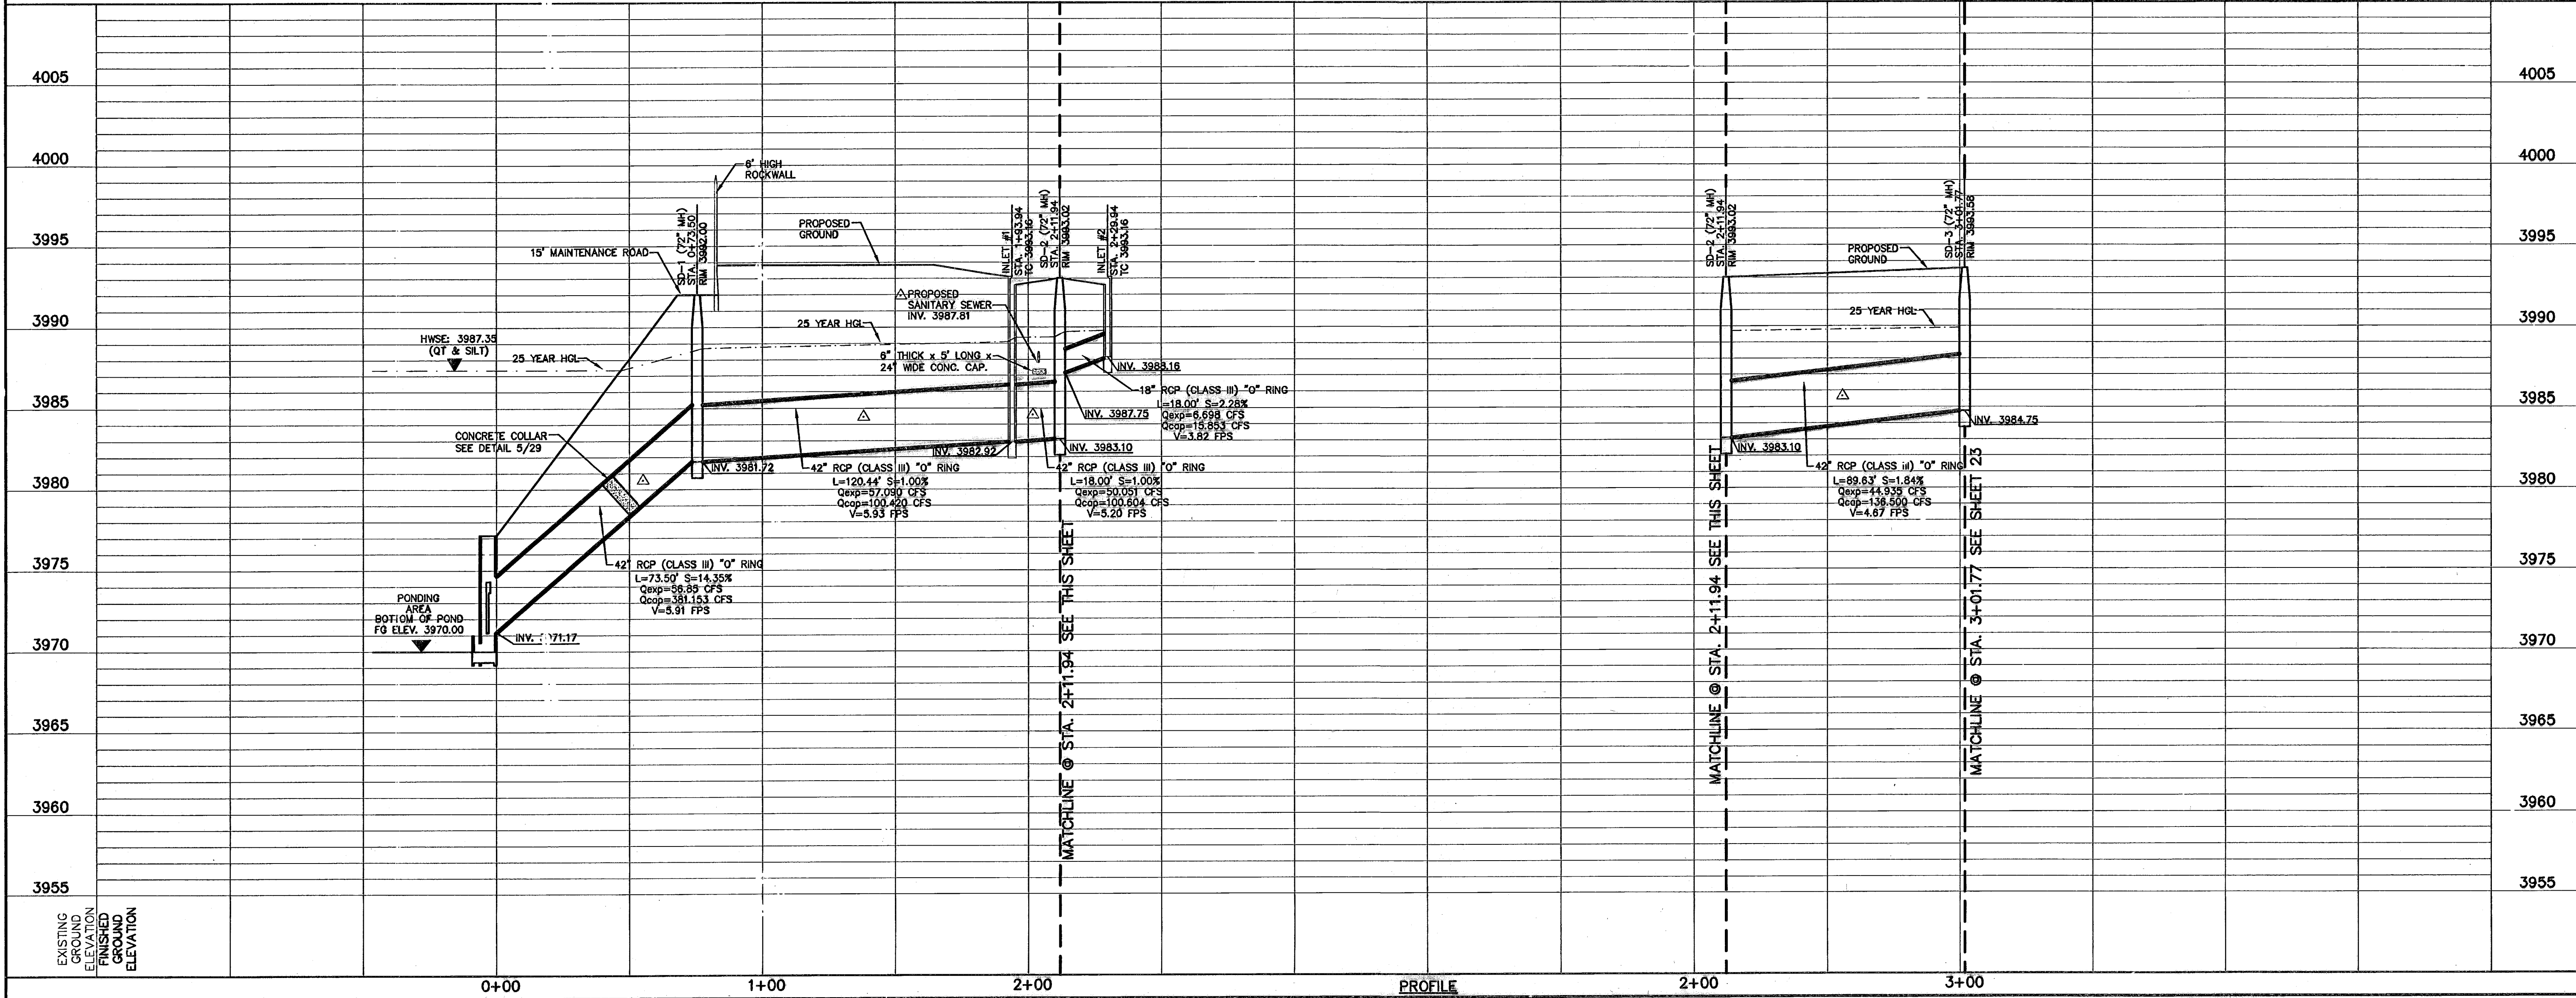 4005
4005
4000
4000
3995
3995
3990
3990
3985
3985
3980
3980
3975
3975
3970
3970
3965
3965
3960
3960
3955
3955
6' HIGH
ROCKWALL
SD-1 (72" MH)
STA. 0+73.50
RIM 3992.00
15' MAINTENANCE ROAD
PROPOSED
GROUND
INLET #1
STA. 1+93.94
TC 3993.16
SD-2 (72" MH)
STA. 2+11.94
RIM 3993.02
INLET #2
STA. 2+29.94
TC 3993.16
PROPOSED
SANITARY SEWER
INV. 3987.81
25 YEAR HGL
HWSE: 3987.35
(QT & SILT)
25 YEAR HGL
6" THICK x 5' LONG x
24" WIDE CONC. CAP.
INV. 3988.16
18" RCP (CLASS III) "O" RING
L=18.00' S=2.28%
Qexp=6.698 CFS
Qcap=15.853 CFS
V=3.82 FPS
INV. 3987.75
CONCRETE COLLAR
SEE DETAIL 5/29
INV. 3981.72
INV. 3982.92
INV. 3983.10
42" RCP (CLASS III) "O" RING
L=120.44' S=1.00%
Qexp=57.090 CFS
Qcap=100.420 CFS
V=5.93 FPS
42" RCP (CLASS III) "O" RING
L=18.00' S=1.00%
Qexp=50.051 CFS
Qcap=100.604 CFS
V=5.20 FPS
42" RCP (CLASS III) "O" RING
L=73.50' S=14.35%
Qexp=56.85 CFS
Qcap=381.153 CFS
V=5.91 FPS
PONDING
AREA
BOTTOM OF POND
FG ELEV. 3970.00
INV. 71.17
MATCHLINE @ STA. 2+11.94 SEE THIS SHEET
SD-2 (72" MH)
STA. 2+11.94
RIM 3993.02
PROPOSED
GROUND
SD-3 (72" MH)
STA. 3+01.77
RIM 3993.58
25 YEAR HGL
INV. 3984.75
INV. 3983.10
42" RCP (CLASS III) "O" RING
L=89.63' S=1.84%
Qexp=44.935 CFS
Qcap=136.500 CFS
V=4.67 FPS
MATCHLINE @ STA. 2+11.94 SEE THIS SHEET
MATCHLINE @ STA. 3+01.77 SEE SHEET 23
EXISTING
GROUND
ELEVATION
FINISHED
GROUND
ELEVATION
0+00
1+00
2+00
PROFILE
2+00
3+00